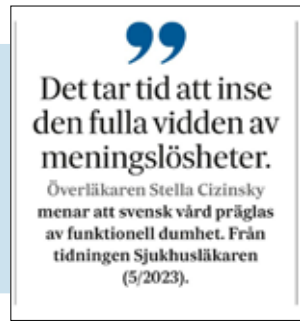 ”
Det tar tid att inse
den fulla vidden av
meningslösheter.
Överläkaren Stella Cizinsky
menar att svensk vård präglas
av funktionell dumhet. Från
tidningen Sjukhusläkaren
(5/2023).